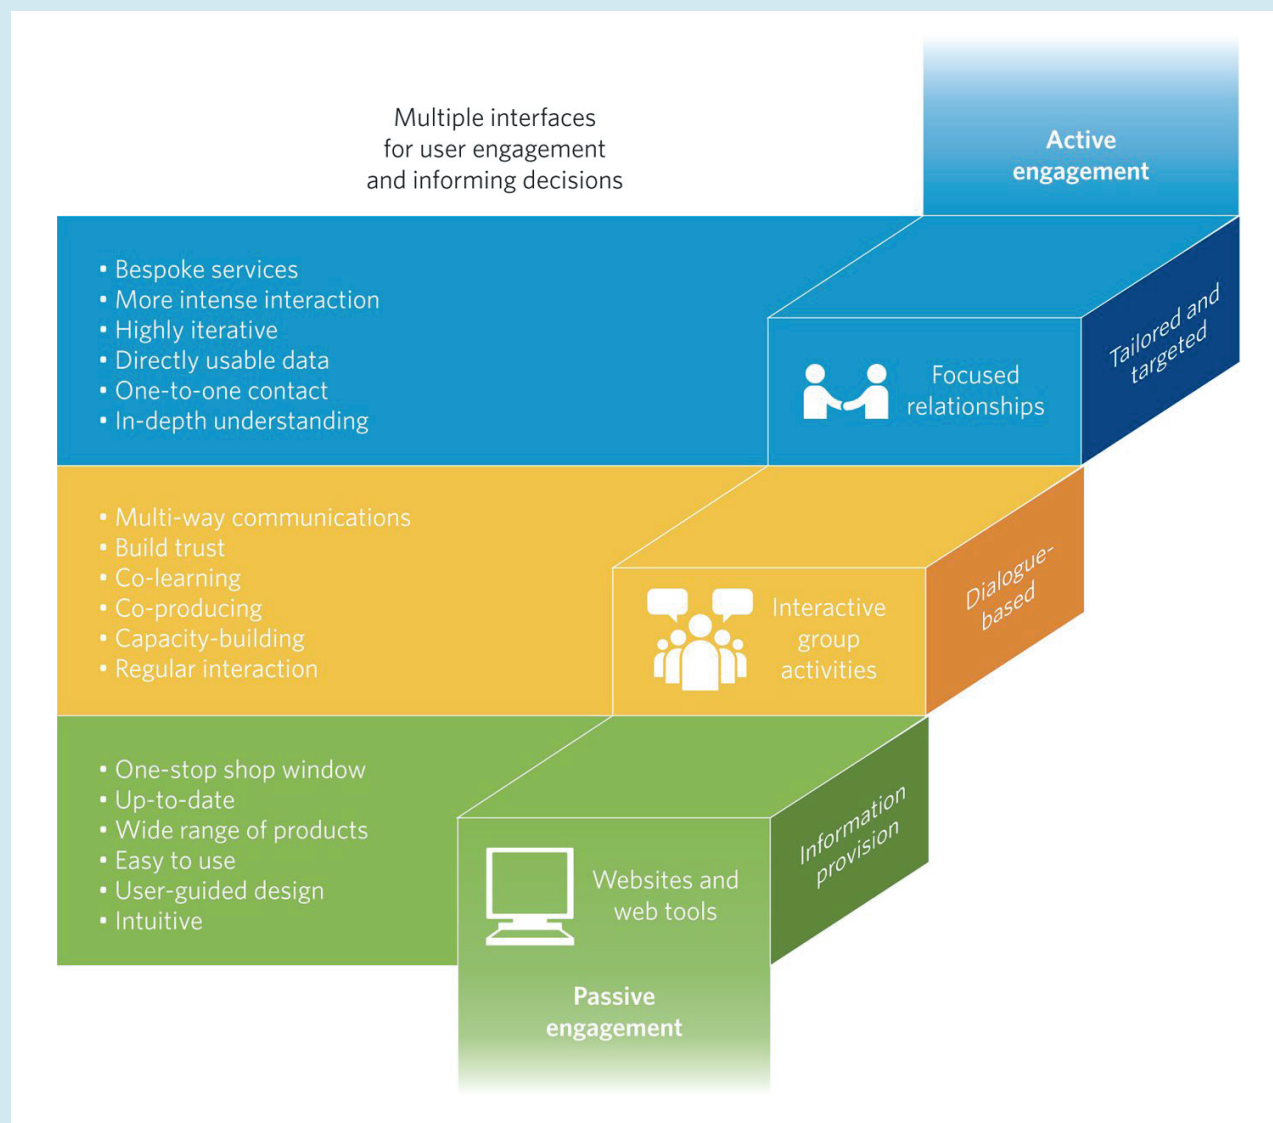 Multiple interfaces
for user engagement
and informing decisions
Active
engagement
• Bespoke services
• More intense interaction
• Highly iterative
• Directly usable data
• One-to-one contact
• In-depth understanding
Focused
relationships
Tailored and
targeted
• Multi-way communications
• Build trust
• Co-learning
• Co-producing
• Capacity-building
• Regular interaction
Interactive
group
activities
Dialogue-
based
• One-stop shop window
• Up-to-date
• Wide range of products
• Easy to use
• User-guided design
• Intuitive
Websites and
web tools
Information
provision
Passive
engagement